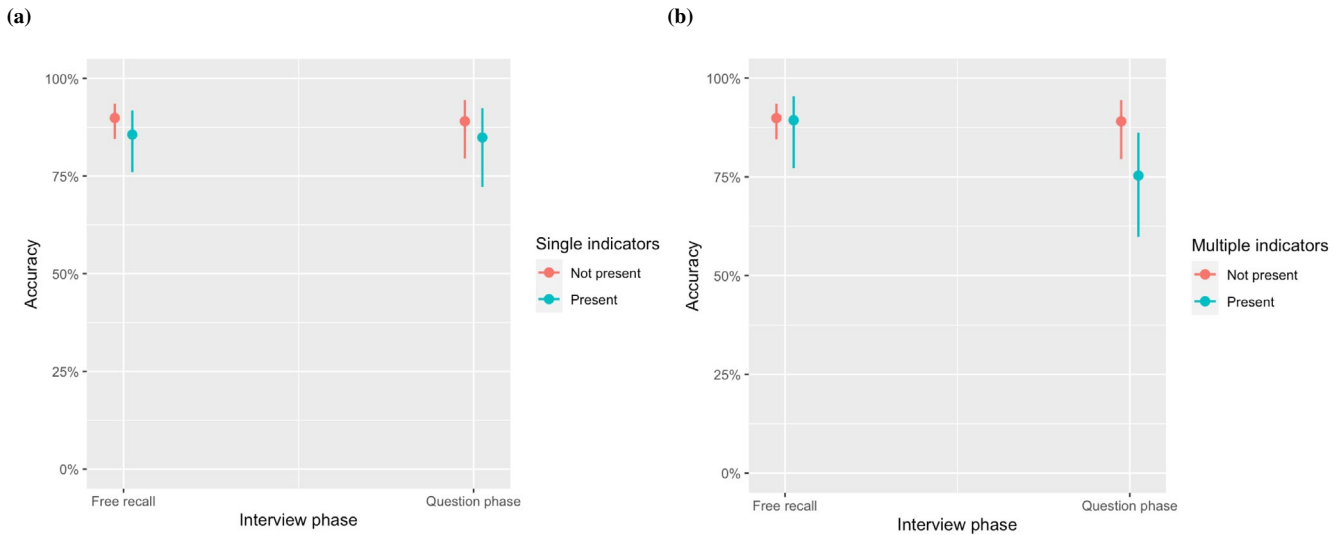 (a)
100%
75%
50%
25%
0%
Accuracy
Free recall
Question phase
Interview phase
Single indicators
Not present
Present
(b)
100%
75%
50%
25%
0%
Accuracy
Free recall
Question phase
Interview phase
Multiple indicators
Not present
Present